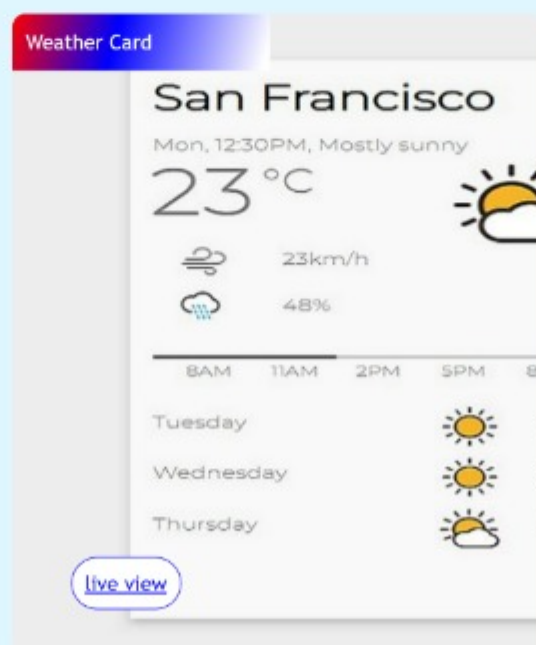 Weather Card
San Francisco
Mon, 12:30PM, Mostly sunny
23 °C
23km/h
48%
8AM 11AM 2PM 5PM
Tuesday
Wednesday
Thursday
live view